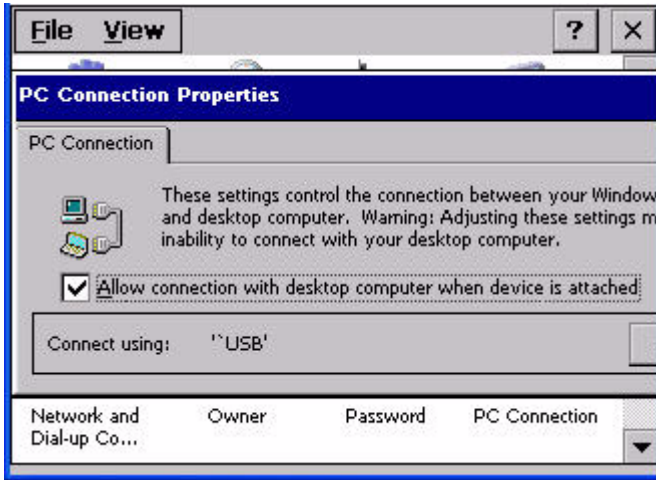 File View ? ×
PC Connection Properties
PC Connection
These settings control the connection between your Window
and desktop computer. Warning: Adjusting these settings m
inability to connect with your desktop computer.
Allow connection with desktop computer when device is attached
Connect using: '`USB'
Network and Owner Password PC Connection
Dial-up Co...